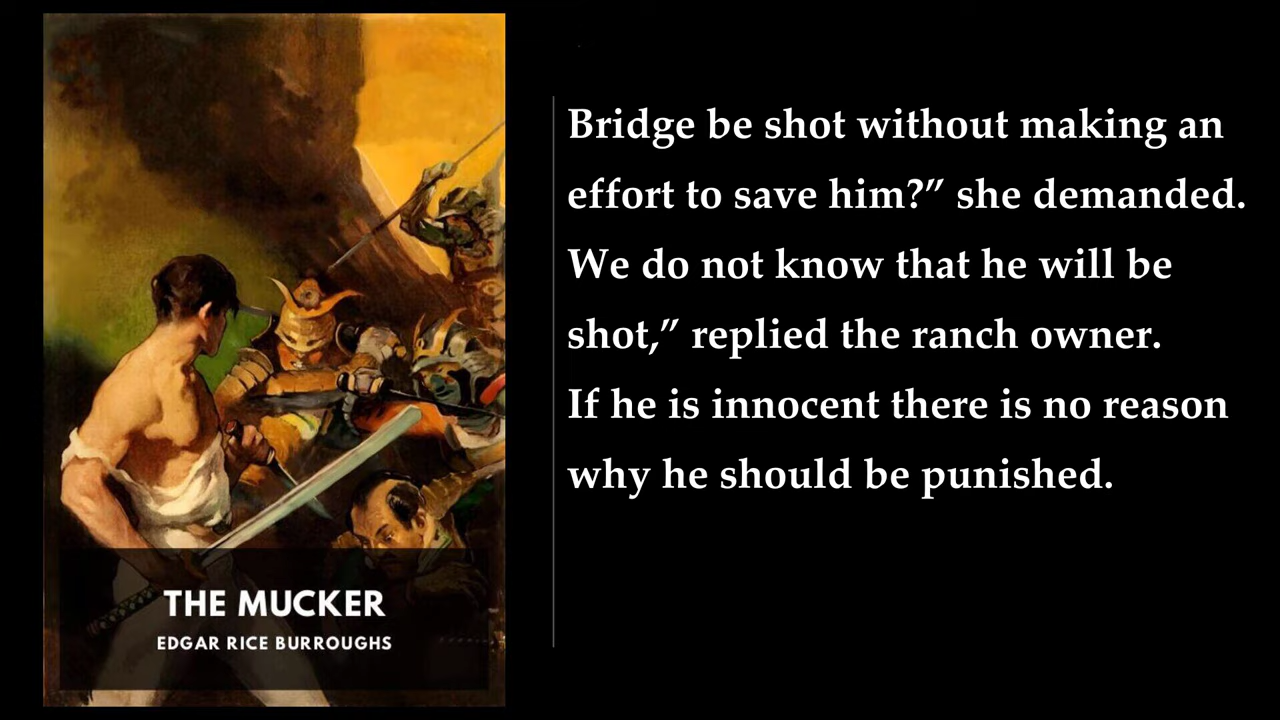 THE MUCKER
EDGAR RICE BURROUGHS
Bridge be shot without making an
effort to save him?” she demanded.
We do not know that he will be
shot,” replied the ranch owner.
If he is innocent there is no reason
why he should be punished.